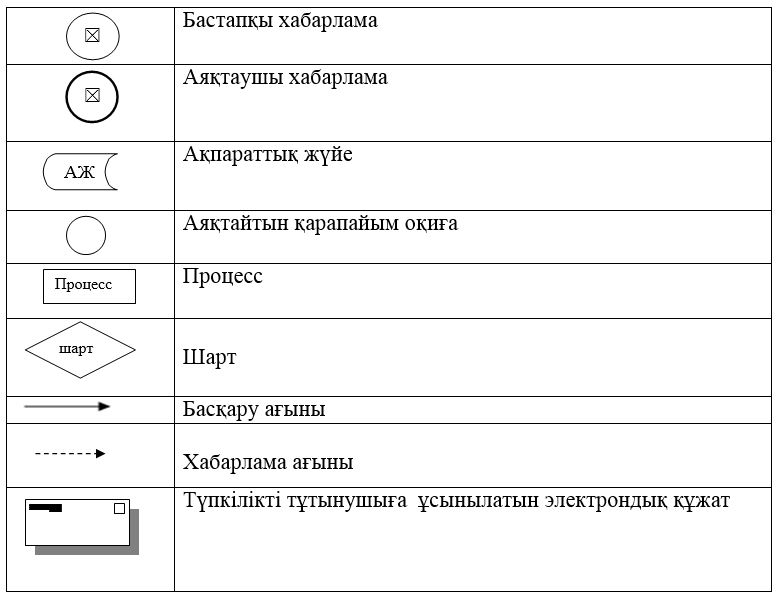 Бастапқы хабарлама
Аяқтаушы хабарлама
АЖ
Ақпараттық жүйе
Аяқтайтын қарапайым оқиға
Процесс
Процесс
шарт
Шарт
Басқару ағыны
Хабарлама ағыны
Түпкілікті тұтынушыға ұсынылатын электрондық құжат